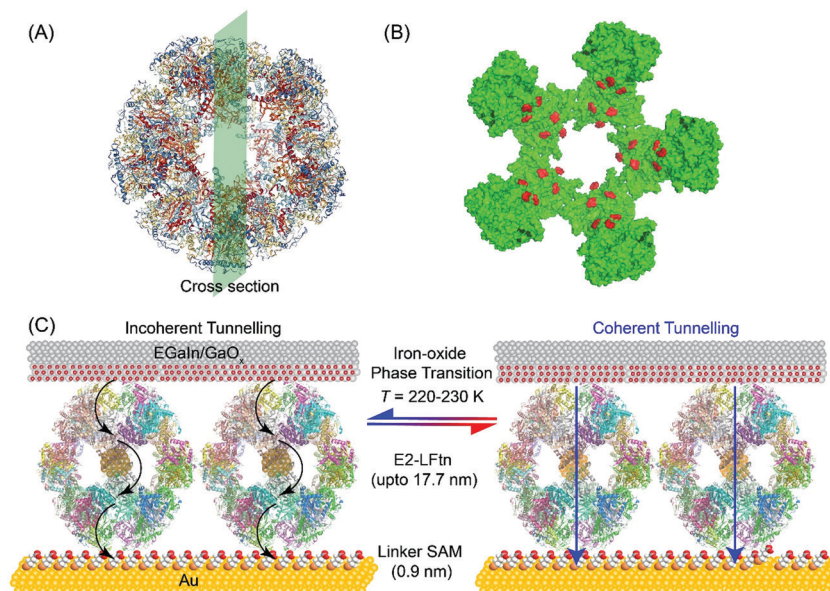 (A)
(B)
Cross section
(C)
Incoherent Tunnelling
Coherent Tunnelling
EGaIn/GaOₓ
Iron-oxide
Phase Transition
T = 220-230 K
E2-LFtn
(upto 17.7 nm)
Linker SAM
(0.9 nm)
Au